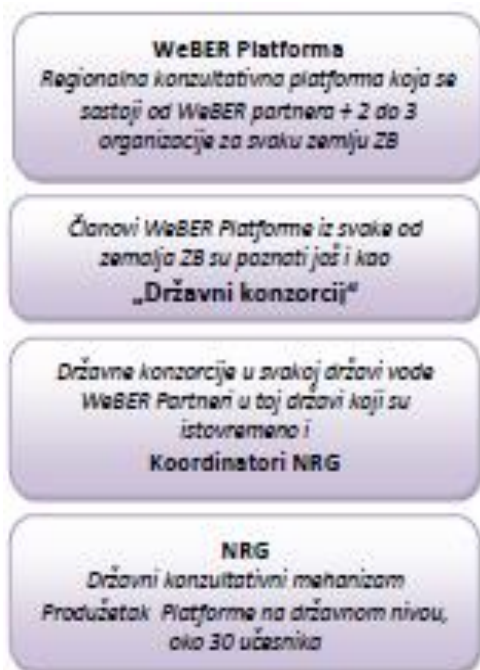 WeBER Platforma
Regionalna konzultativna platforma koja se
sastoji od WeBER partnera + 2 do 3
organizacije za svaku zemlju ZB
Članovi WeBER Platforme iz svake od
zemalja ZB su poznati još i kao
„Državni konzorcij“
Državne konzorcije u svakoj državi vode
WeBER Partneri u toj državi koji su
istovremeno i
Koordinatori NRG
NRG
Državni konzultativni mehanizam
Produžetak Platforme na državnom nivou,
oko 30 učesnika